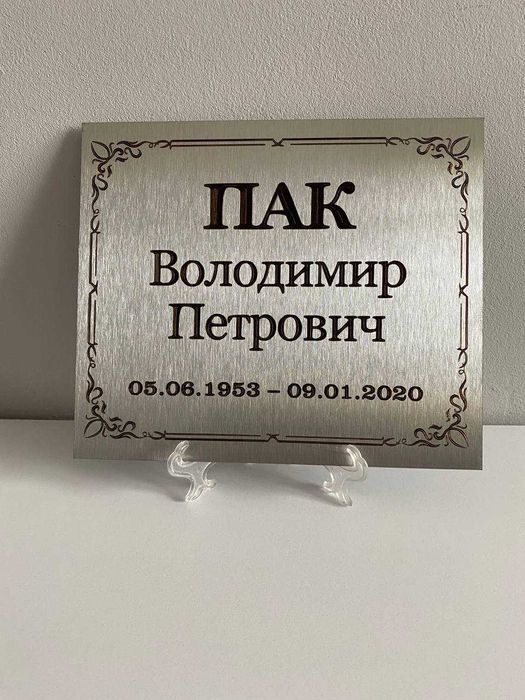 ПАК
Володимир
Петрович
05.06.1953 – 09.01.2020